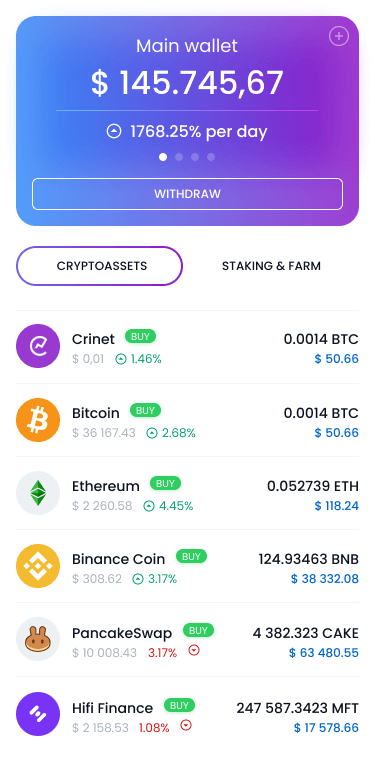 Main wallet
$ 145.745,67
1768.25% per day
WITHDRAW
CRYPTOASSETS STAKING & FARM
Crinet BUY 0.0014 BTC
$ 0,01 1.46% $ 50.66
Bitcoin BUY 0.0014 BTC
$ 36 167.43 2.68% $ 50.66
Ethereum BUY 0.052739 ETH
$ 2 260.58 4.45% $ 118.24
Binance Coin BUY 124.93463 BNB
$ 308.62 3.17% $ 38 332.08
PancakeSwap BUY 4 382.323 CAKE
$ 10 008.43 3.17% $ 63 480.55
Hifi Finance BUY 247 587.3423 MFT
$ 2 158.53 1.08% $ 17 578.66